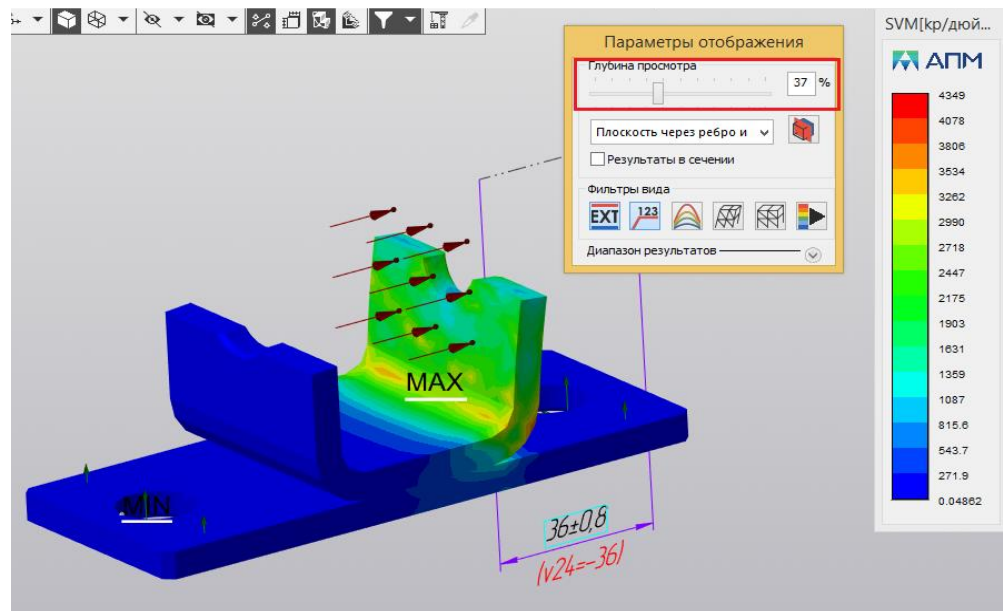 SVM[kp/дюй...
АПМ
Параметры отображения
Глубина просмотра
37 %
Плоскость через ребро и
Результаты в сечении
Фильтры вида
EXT 123
Диапазон результатов
4349
4078
3806
3534
3262
2990
2718
2447
2175
1903
1631
1359
1087
815.6
543.7
271.9
0.04862
MAX
MIN
36±0,8
(v24=-36)